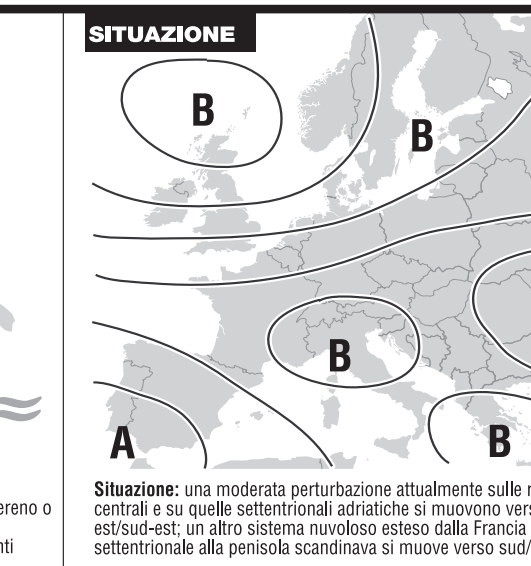 SITUAZIONE
B
B
B
A
B
ereno o
nti
Situazione: una moderata perturbazione attualmente sulle
centrali e su quelle settentrionali adriatiche si muovono
est/sud-est; un altro sistema nuvoloso esteso dalla Francia
settentrionale alla penisola scandinava si muove verso sud/